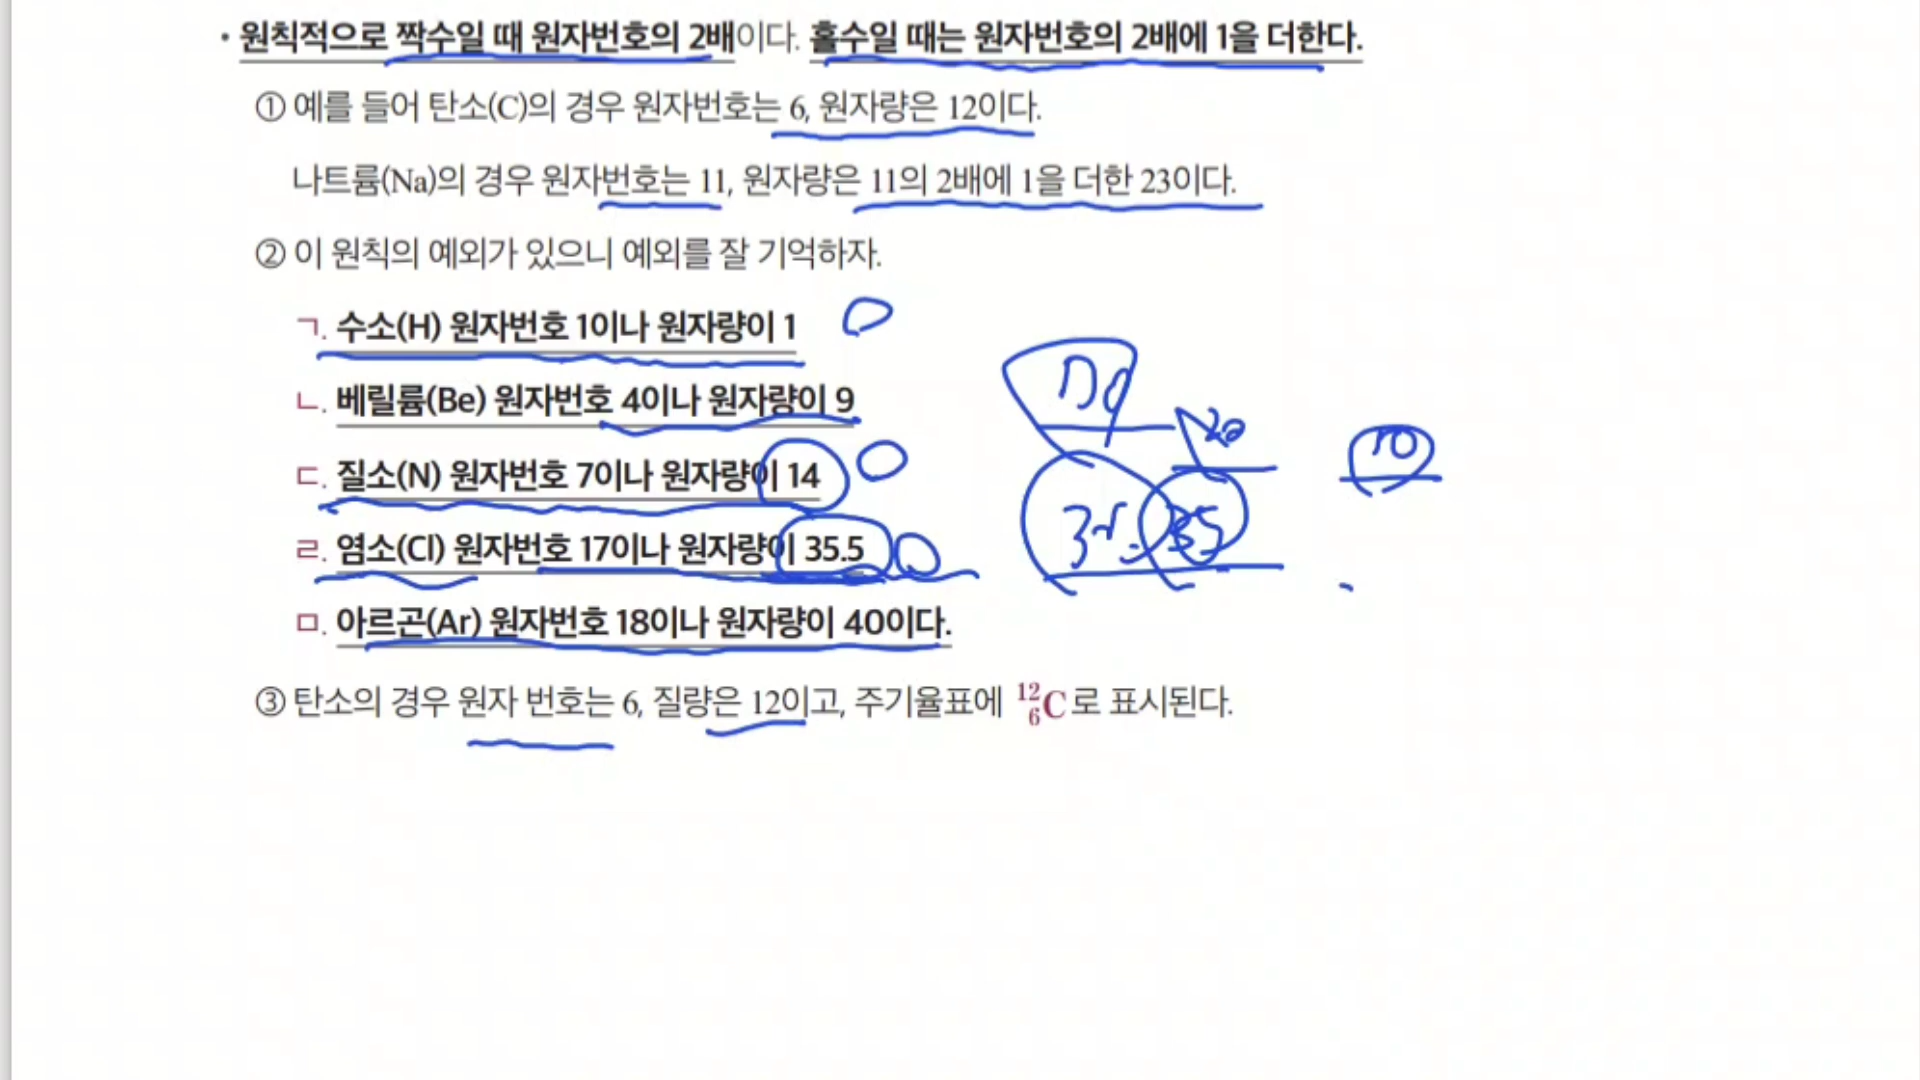 • 원칙적으로 짝수일 때 원자번호의 2배이다. 홀수일 때는 원자번호의 2배에 1을 더한다.
① 예를 들어 탄소(C)의 경우 원자번호는 6, 원자량은 12이다.
나트륨(Na)의 경우 원자번호는 11, 원자량은 11의 2배에 1을 더한 23이다.
② 이 원칙의 예외가 있으니 예외를 잘 기억하자.
ㄱ. 수소(H) 원자번호 1이나 원자량이 1
ㄴ. 베릴륨(Be) 원자번호 4이나 원자량이 9
ㄷ. 질소(N) 원자번호 7이나 원자량이 14
ㄹ. 염소(Cl) 원자번호 17이나 원자량이 35.5
ㅁ. 아르곤(Ar) 원자번호 18이나 원자량이 40이다.
③ 탄소의 경우 원자 번호는 6, 질량은 12이고, 주기율표에 ¹²₆C로 표시된다.